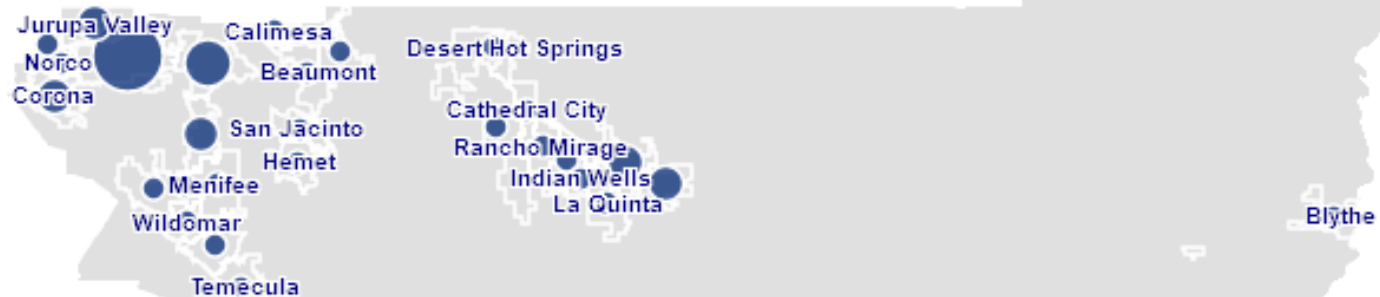 Jurupa Valley
Calimesa
Desert Hot Springs
Norco
Beaumont
Corona
Cathedral City
San Jacinto
Rancho Mirage
Hemet
Menifee
Indian Wells
La Quinta
Wildomar
Blythe
Temecula